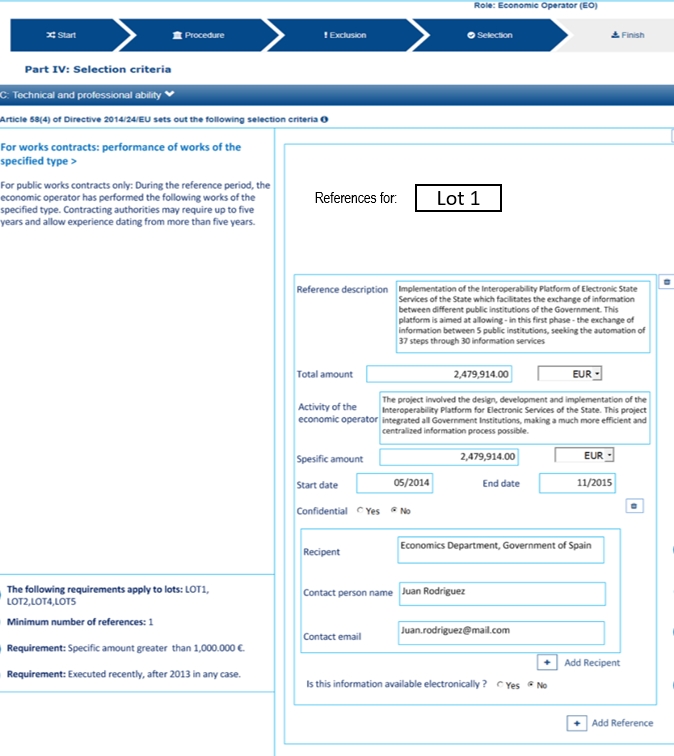 Role: Economic Operator (EO)
Start
Procedure
Exclusion
Selection
Finish
Part IV: Selection criteria
C: Technical and professional ability
Article 58(4) of Directive 2014/24/EU sets out the following selection criteria
For works contracts: performance of works of the
specified type >
For public works contracts only: During the reference period, the
economic operator has performed the following works of the
specified type. Contracting authorities may require up to five
years and allow experience dating from more than five years.
References for:
Lot 1
Reference description
Implementation of the Interoperability Platform of Electronic State
Services of the State which facilitates the exchange of information
between different public institutions of the Government. This
platform is aimed at allowing - in this first phase - the exchange of
information between 5 public institutions, seeking the automation of
37 steps through 30 information services
Total amount
2,479,914.00
EUR
Activity of the
economic operator
The project involved the design, development and implementation of the
Interoperability Platform for Electronic Services of the State. This project
integrated all Government Institutions, making a much more efficient and
centralized information process possible.
Spesific amount
2,479,914.00
EUR
Start date
05/2014
End date
11/2015
Confidential
Yes
No
Recipent
Economics Department, Government of Spain
Contact person name
Juan Rodriguez
Contact email
Juan.rodriguez@mail.com
+ Add Recipent
Is this information available electronically ?
Yes
No
+ Add Reference
The following requirements apply to lots: LOT1,
LOT2,LOT4,LOT5
Minimum number of references: 1
Requirement: Specific amount greater than 1,000.000 €.
Requirement: Executed recently, after 2013 in any case.